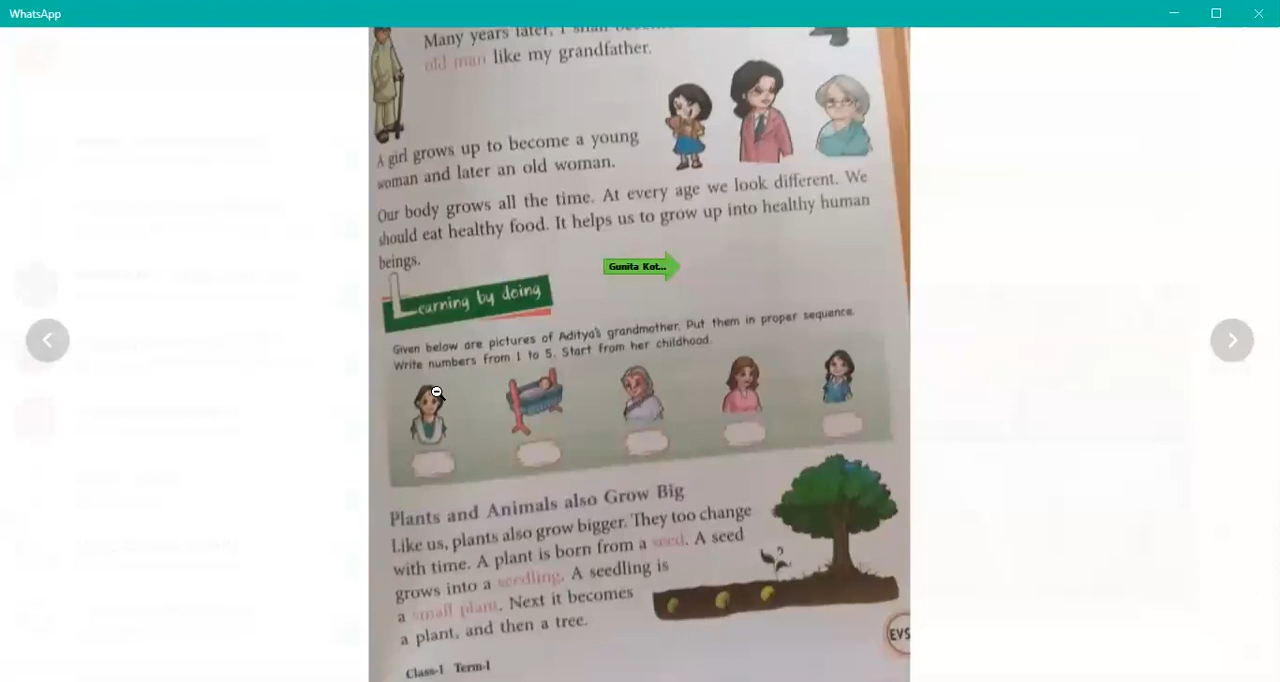 WhatsApp
Many years later, I shall
old man like my grandfather.
A girl grows up to become a young
woman and later an old woman.
Our body grows all the time. At every age we look different. We
should eat healthy food. It helps us to grow up into healthy human
beings.
Gunita Kot...
Learning by doing
Given below are pictures of Aditya's grandmother. Put them in proper sequence.
Write numbers from 1 to 5. Start from her childhood.
Plants and Animals also Grow Big
Like us, plants also grow bigger. They too change
with time. A plant is born from a seed. A seed
grows into a seedling. A seedling is
a small plant. Next it becomes
a plant, and then a tree.
EVS
Class-1 Term-1